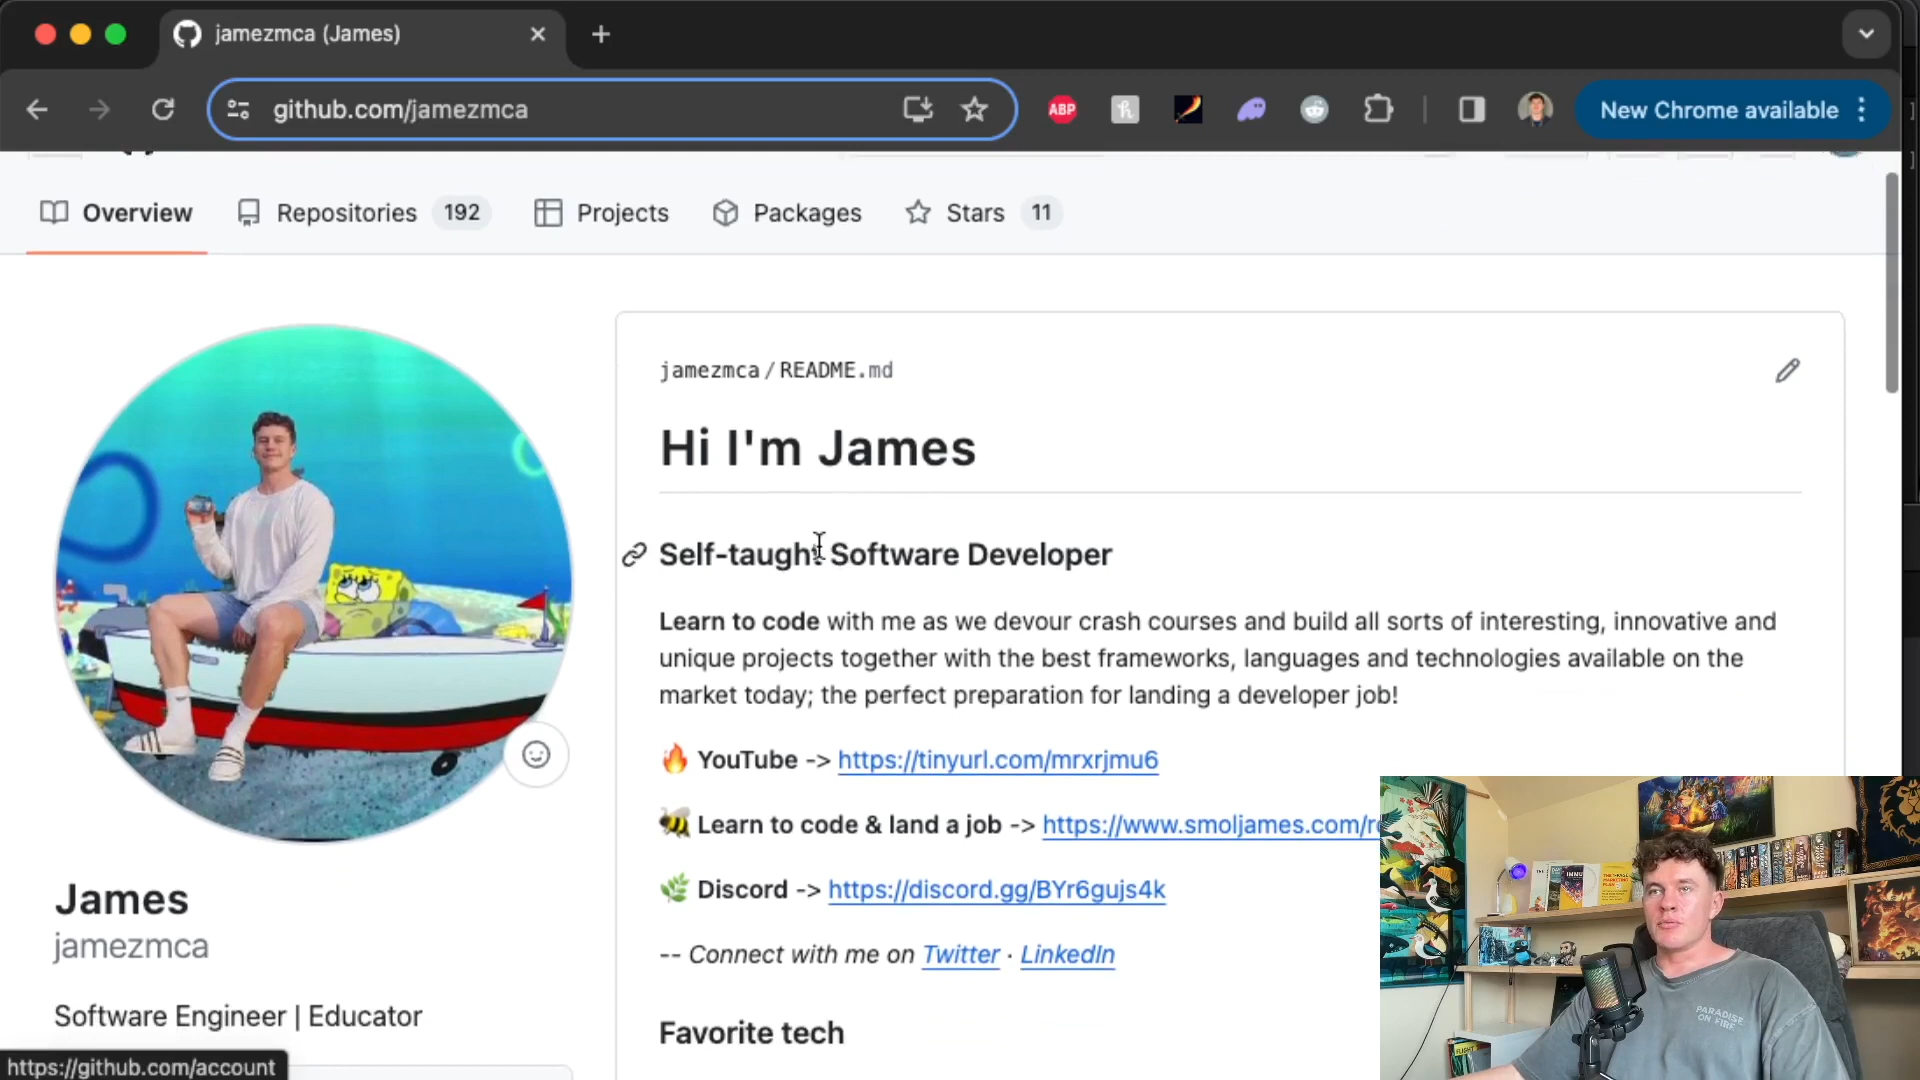 jamezmca (James)
github.com/jamezmca
ABP
New Chrome available
Overview
Repositories 192
Projects
Packages
Stars 11
jamezmca/README.md
Hi I'm James
Self-taught Software Developer
Learn to code with me as we devour crash courses and build all sorts of interesting, innovative and
unique projects together with the best frameworks, languages and technologies available on the
market today; the perfect preparation for landing a developer job!
🔥 YouTube -> https://tinyurl.com/mrxrjmu6
🐝 Learn to code & land a job -> https://www.smoljames.com/r
🌿 Discord -> https://discord.gg/BYr6gujs4k
-- Connect with me on Twitter · LinkedIn
Favorite tech
James
jamezmca
Software Engineer | Educator
https://github.com/account
PARADISE
ON FIRE
FLIGHT